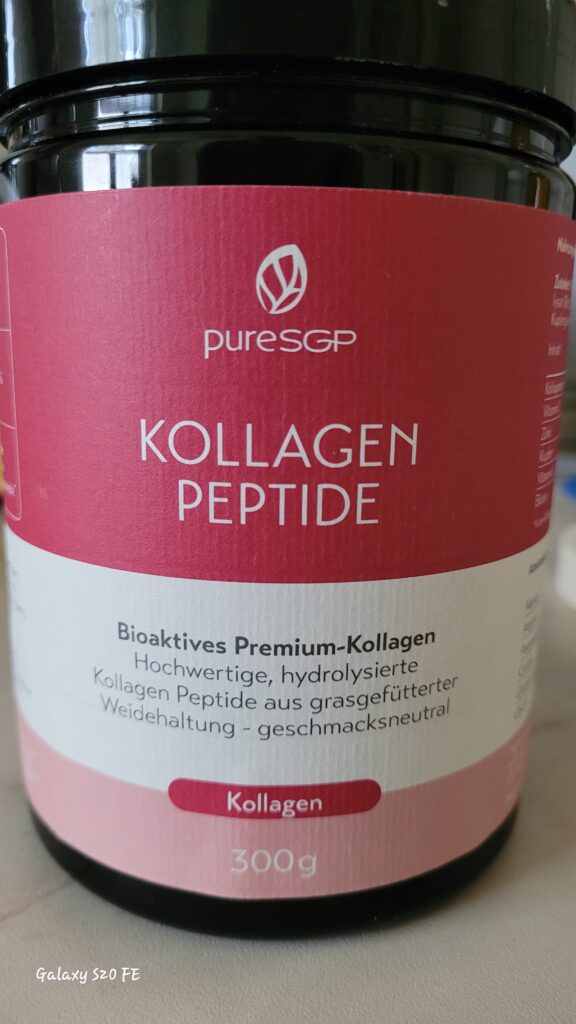 pureSGP
KOLLAGEN
PEPTIDE
Bioaktives Premium-Kollagen
Hochwertige, hydrolysierte
Kollagen Peptide aus grasgefütterter
Weidehaltung - geschmacksneutral
Kollagen
300g
Galaxy S20 FE